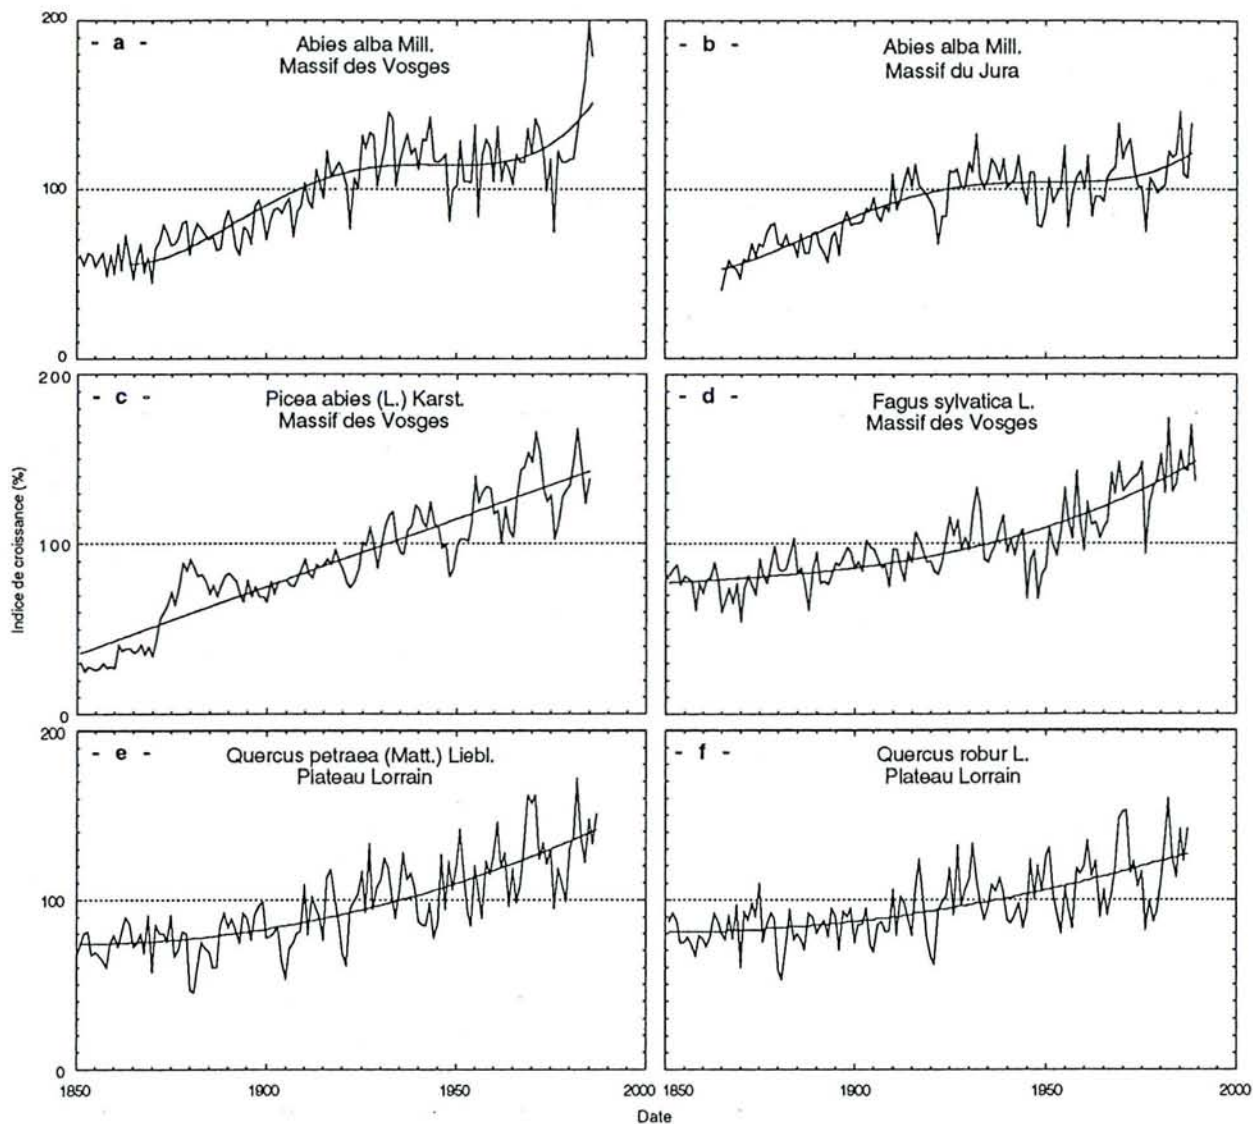 200
- a -
Abies alba Mill.
Massif des Vosges
100
0
- b -
Abies alba Mill.
Massif du Jura
200
- c -
Picea abies (L.) Karst.
Massif des Vosges
100
0
- d -
Fagus sylvatica L.
Massif des Vosges
Indice de croissance (%)
200
- e -
Quercus petraea (Matt.) Liebl.
Plateau Lorrain
100
0
- f -
Quercus robur L.
Plateau Lorrain
1850
1900
1950
2000
1850
1900
1950
2000
Date